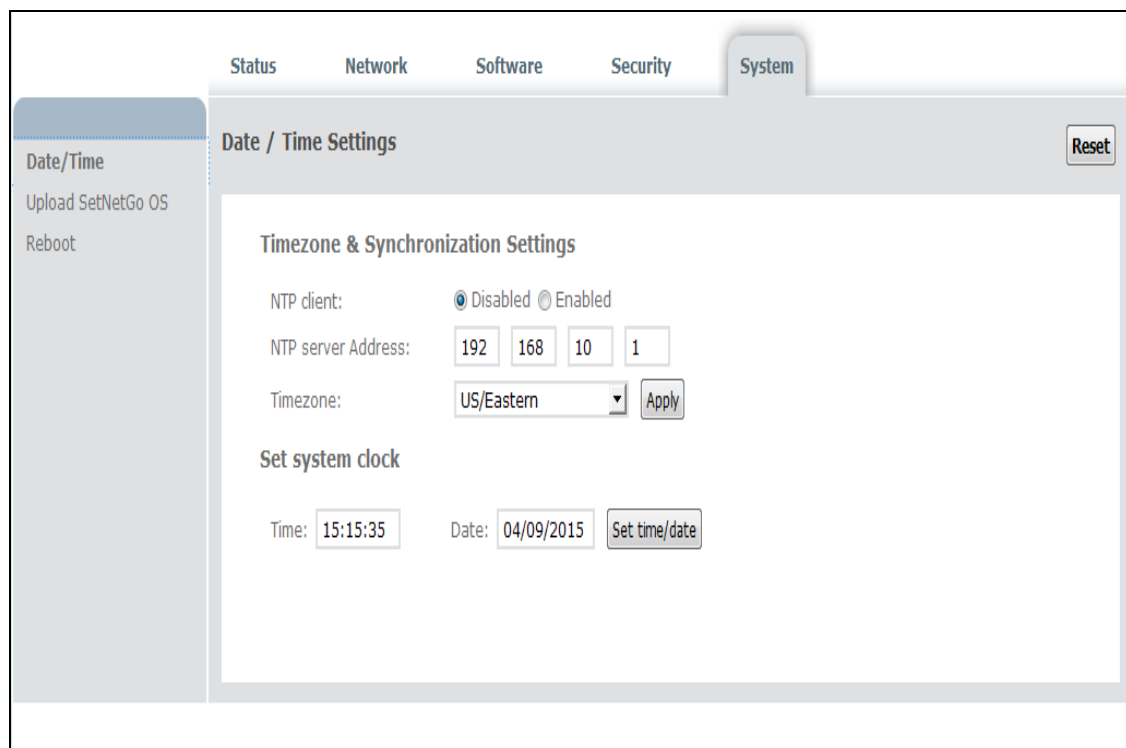 Status Network Software Security System
Date / Time Settings
Reset
Date/Time
Upload SetNetGo OS
Reboot
Timezone & Synchronization Settings
NTP client: Disabled Enabled
NTP server Address: 192 168 10 1
Timezone: US/Eastern Apply
Set system clock
Time: 15:15:35 Date: 04/09/2015 Set time/date